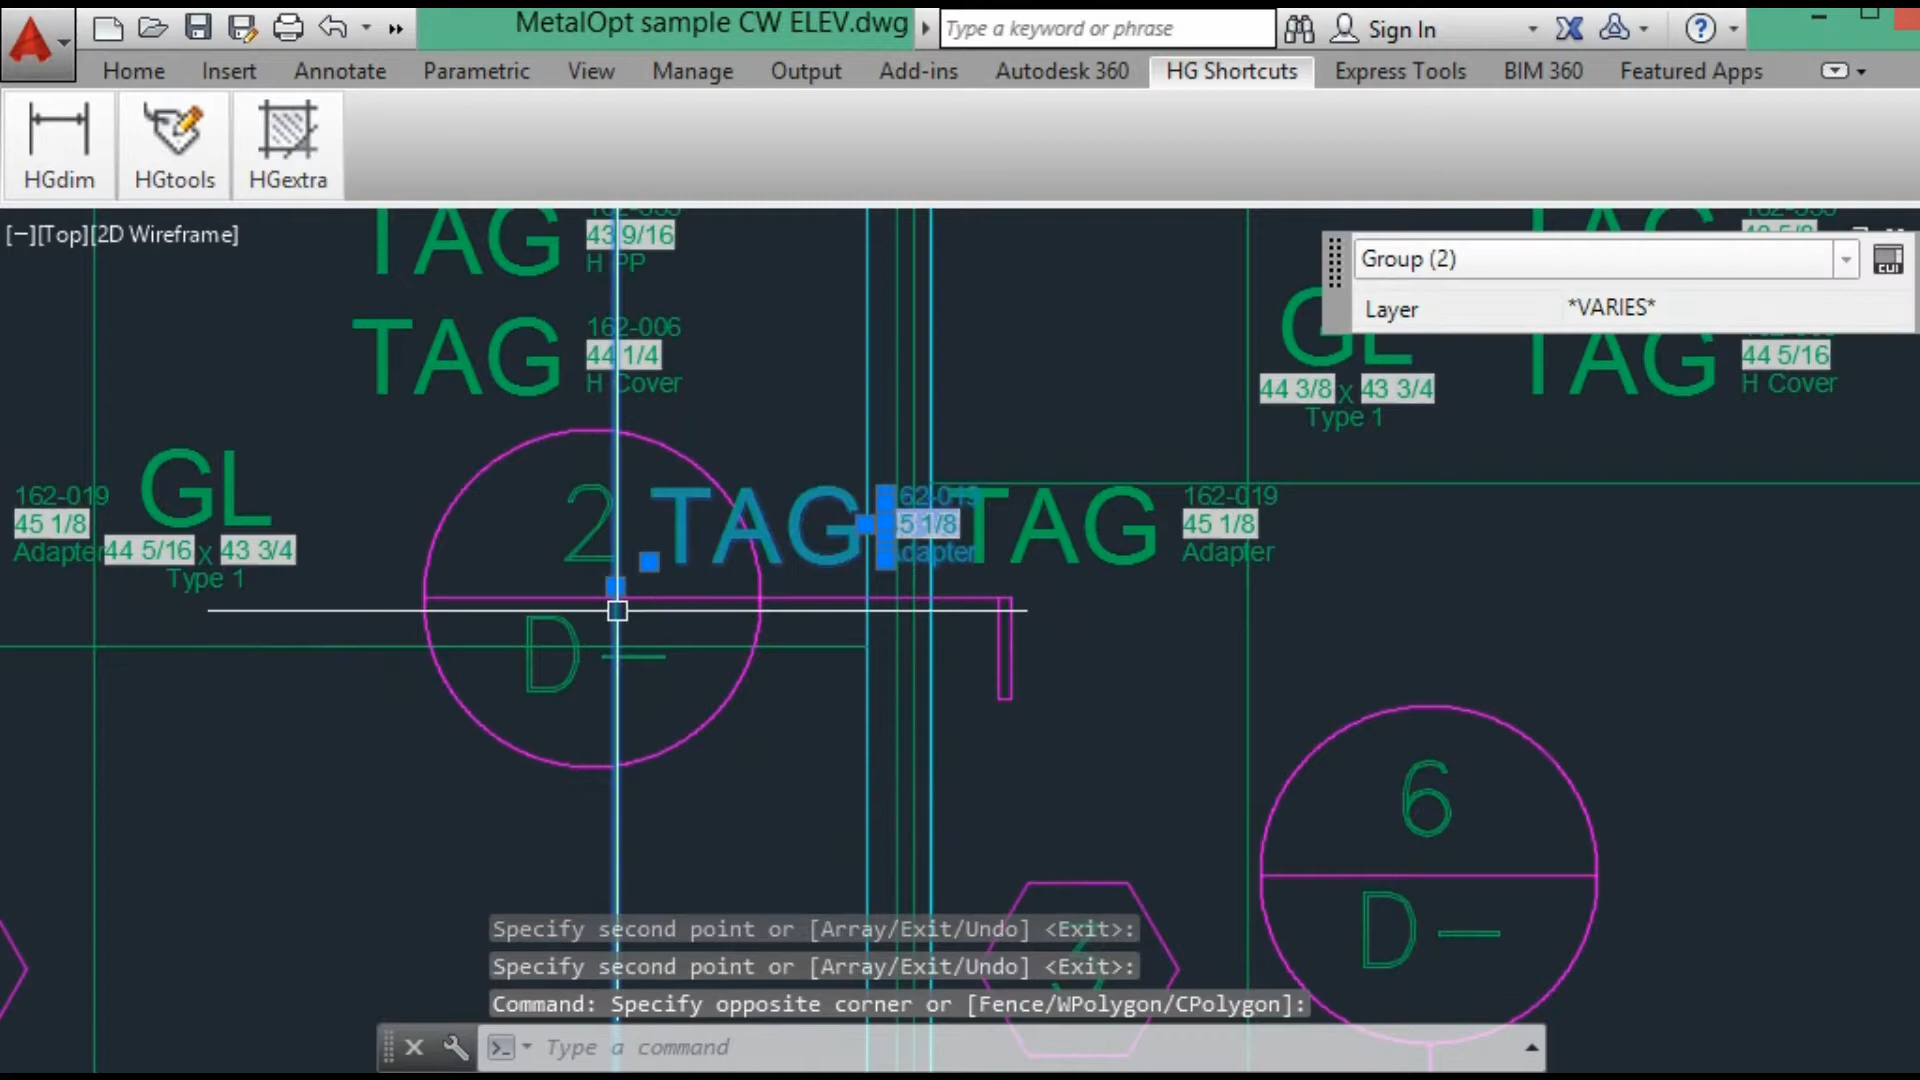 MetalOpt sample CW ELEV.dwg
Type a keyword or phrase
Sign In
Home Insert Annotate Parametric View Manage Output Add-ins Autodesk 360 HG Shortcuts Express Tools BIM 360 Featured Apps
HGdim HGtools HGextra
[−][Top][2D Wireframe]
Group (2)
CUI
Layer *VARIES*
TAG
43 9/16
H PP
TAG
162-006
44 1/4
H Cover
GL
44 3/8 X 43 3/4
Type 1
TAG
44 5/16
H Cover
162-019
45 1/8
Adapter
GL
44 5/16 X 43 3/4
Type 1
2
D —
TAG
5 1/8
Adapter
TAG
162-019
45 1/8
Adapter
6
D —
3
Specify second point or [Array/Exit/Undo] <Exit>:
Specify second point or [Array/Exit/Undo] <Exit>:
Command: Specify opposite corner or [Fence/WPolygon/CPolygon]:
Type a command